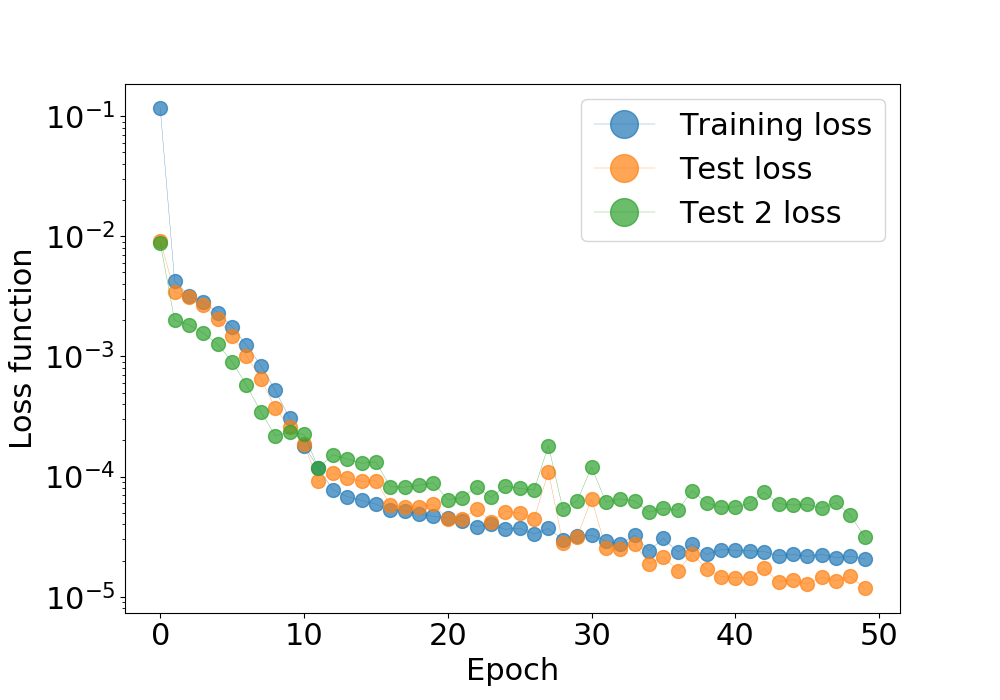 10⁻¹
10⁻²
10⁻³
10⁻⁴
10⁻⁵
Loss function
Training loss
Test loss
Test 2 loss
0 10 20 30 40 50
Epoch